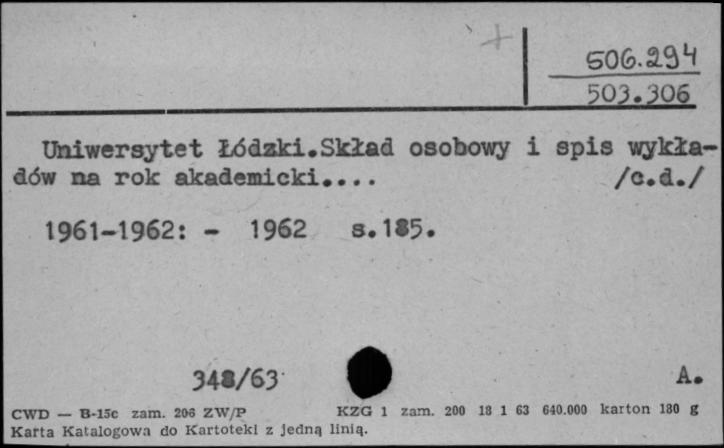 +
506.294
503.306
Uniwersytet Łódzki.Skład osobowy i spis wykła-
dów na rok akademicki.... /c.d./
1961-1962: - 1962 s.185.
348/63
A.
CWD — B-15c zam. 206 ZW/P KZG 1 zam. 200 18 1 63 640.000 karton 180 g
Karta Katalogowa do Kartoteki z jedną linią.